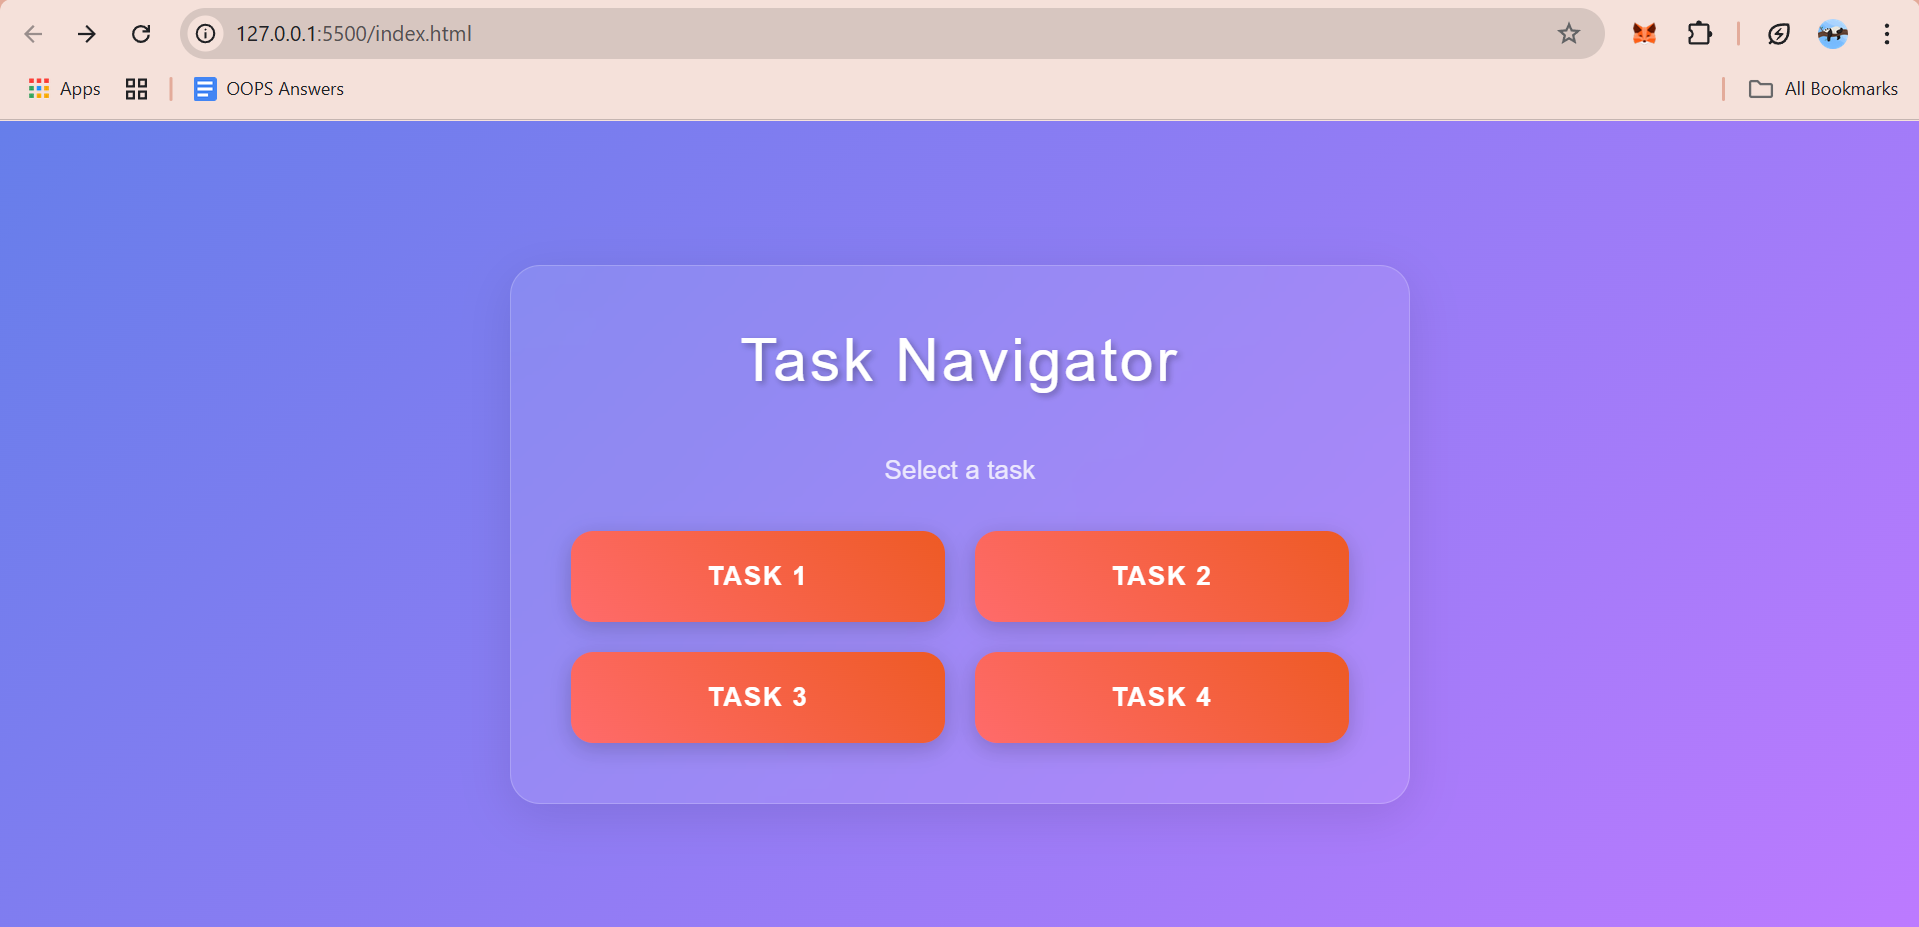 127.0.0.1:5500/index.html
Apps
OOPS Answers
All Bookmarks
Task Navigator
Select a task
TASK 1
TASK 2
TASK 3
TASK 4